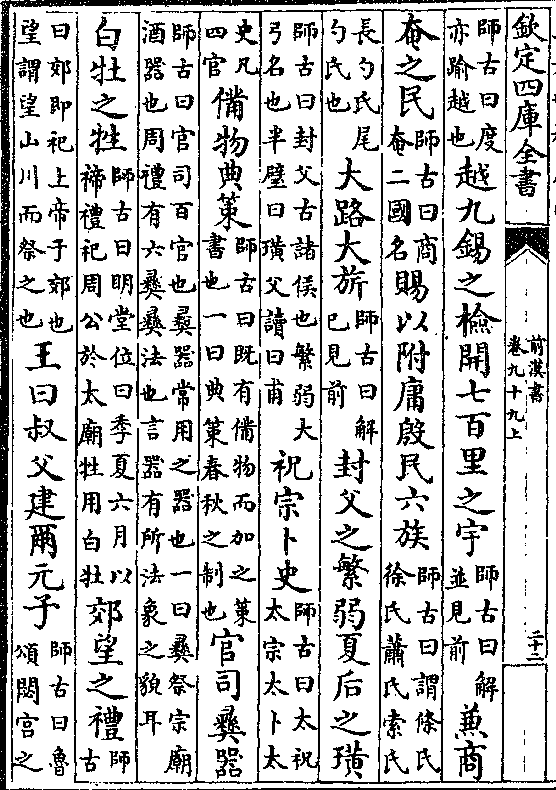 欽定四庫全書
前漢書卷九十九上
二十二
師古曰度亦踰越也越九錫之檢開七百里之宇師古曰解並見前兼商
奄之民師古曰商奄二國名賜以附庸殷民六族師古曰謂條氏徐氏蕭氏索氏
長勺氏尾勺氏也大路大旂師古曰解已見前封父之繁弱夏后之璜
師古曰封父古諸侯也繁弱大弓名也半璧曰璜父讀曰甫祝宗卜史師古曰太祝太宗太卜太
史凡四官備物典策師古曰既有備物而加之策書也一曰典策春秋之制也官司彛器
師古曰官司百官也彛器常用之器也一曰彛祭宗廟酒器也周禮有六彛彛法也言器有所法象之貌耳
白牡之牲師古曰明堂位曰季夏六月以禘禮祀周公於太廟牲用白牡郊望之禮師古
曰郊即祀上帝于郊也望謂望山川而祭之也王曰叔父建爾元子師古曰魯頌閟宮之